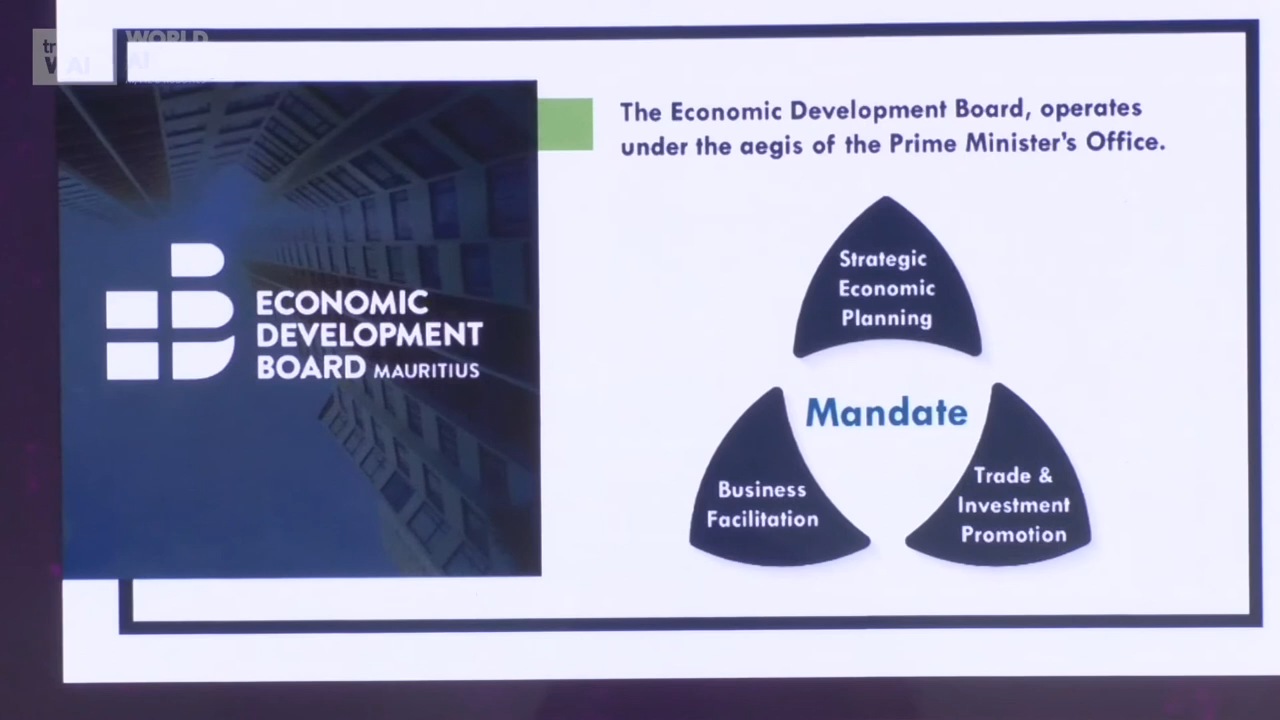 WORLD
AI
ECONOMIC
DEVELOPMENT
BOARD MAURITIUS
The Economic Development Board, operates
under the aegis of the Prime Minister's Office.
Strategic
Economic
Planning
Mandate
Business
Facilitation
Trade &
Investment
Promotion